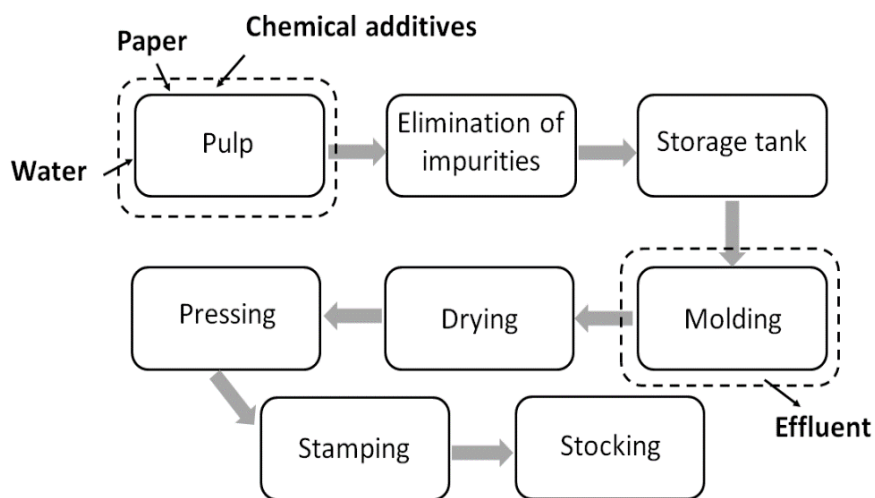 Chemical additives
Paper
Water
Pulp
Elimination of
impurities
Storage tank
Pressing
Drying
Molding
Effluent
Stamping
Stocking